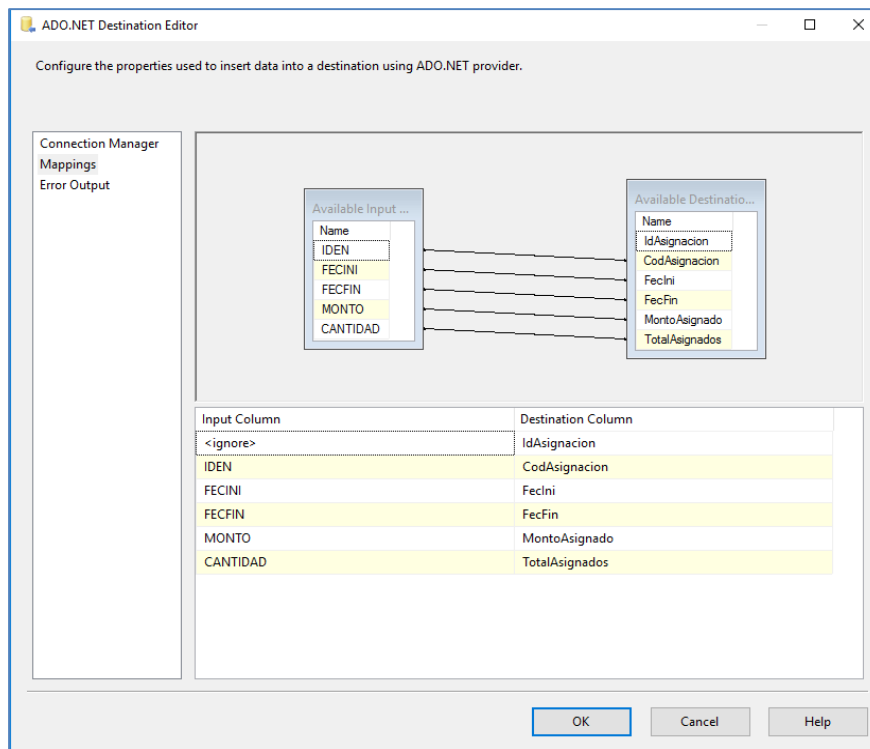 ADO.NET Destination Editor
Configure the properties used to insert data into a destination using ADO.NET provider.
Connection Manager
Mappings
Error Output
Available Input ...
Name
IDEN
FECINI
FECFIN
MONTO
CANTIDAD
Available Destinatio...
Name
IdAsignacion
CodAsignacion
FecIni
FecFin
MontoAsignado
TotalAsignados
Input Column Destination Column
<ignore> IdAsignacion
IDEN CodAsignacion
FECINI FecIni
FECFIN FecFin
MONTO MontoAsignado
CANTIDAD TotalAsignados
OK Cancel Help